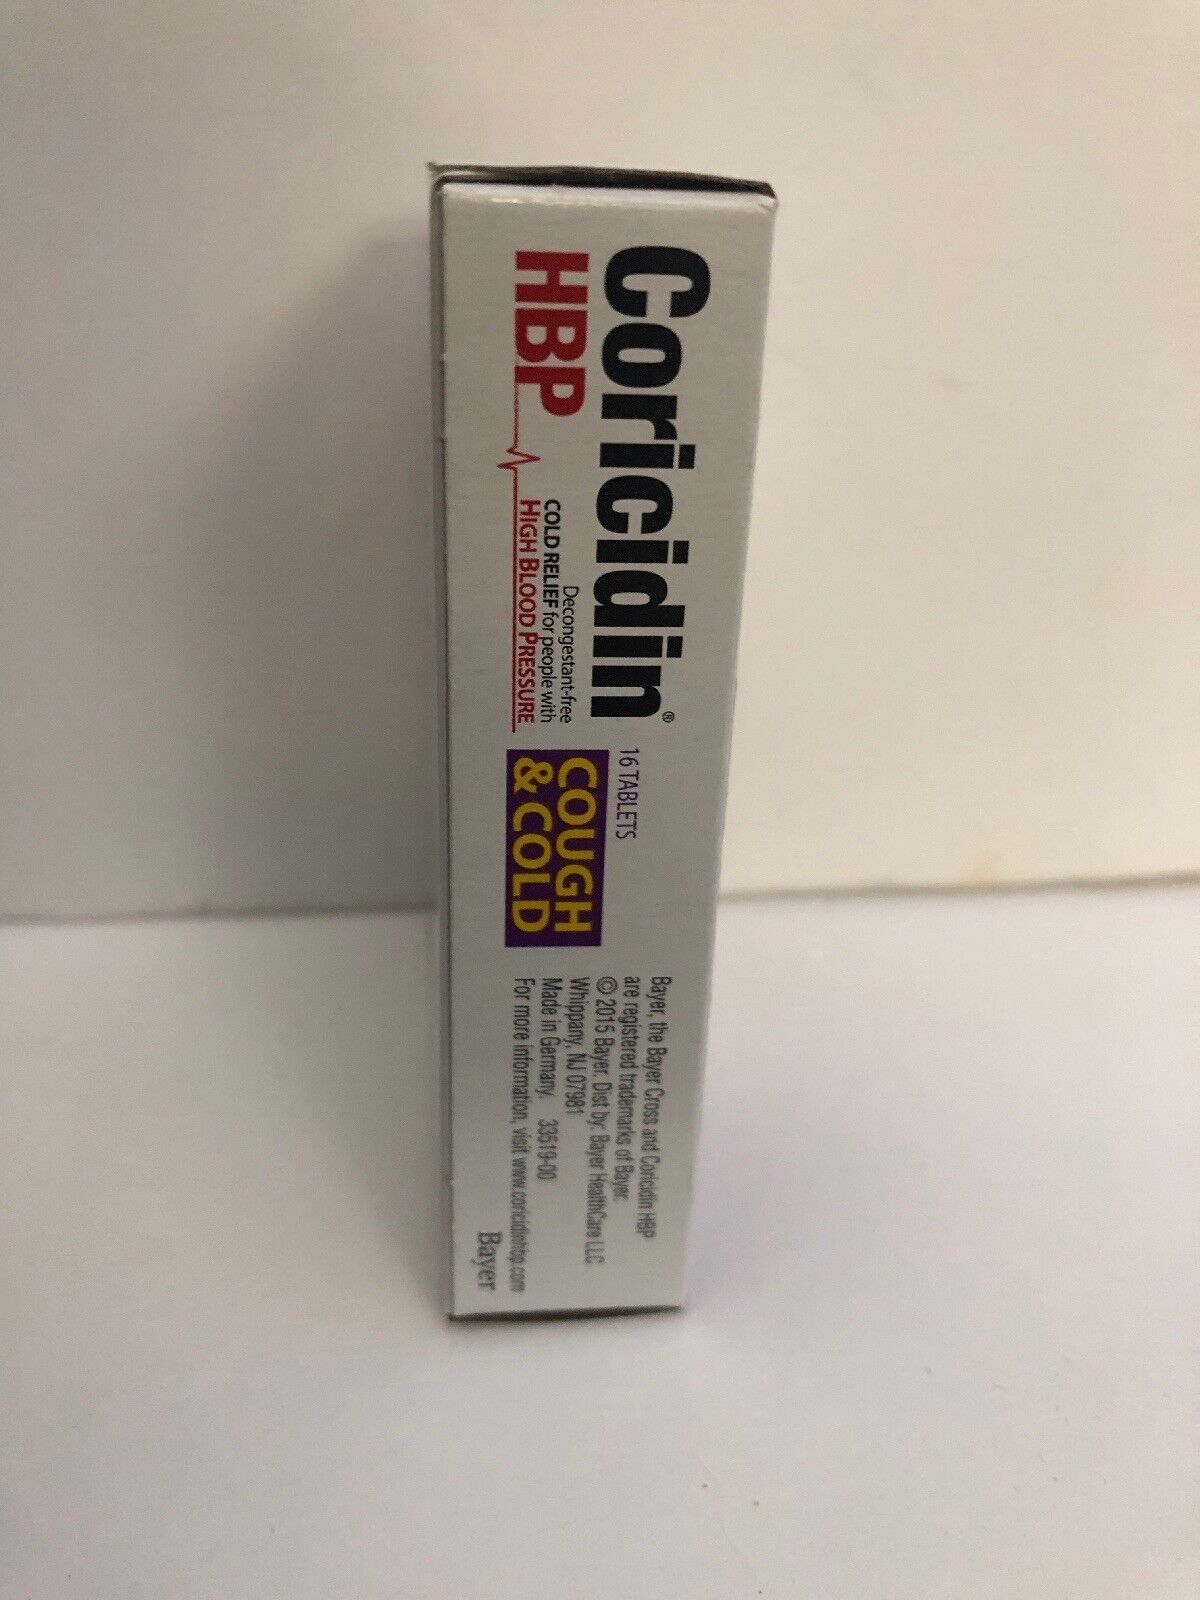 Coricidin®
HBP
Decongestant-free
COLD RELIEF for people with
HIGH BLOOD PRESSURE
16 TABLETS
COUGH
& COLD
Bayer, the Bayer Cross and Coricidin HBP
are registered trademarks of Bayer.
© 2015 Bayer. Dist by: Bayer HealthCare LLC
Whippany, NJ 07981
Made in Germany. 33519-00
For more information, visit www.coricidinhbp.com
Bayer